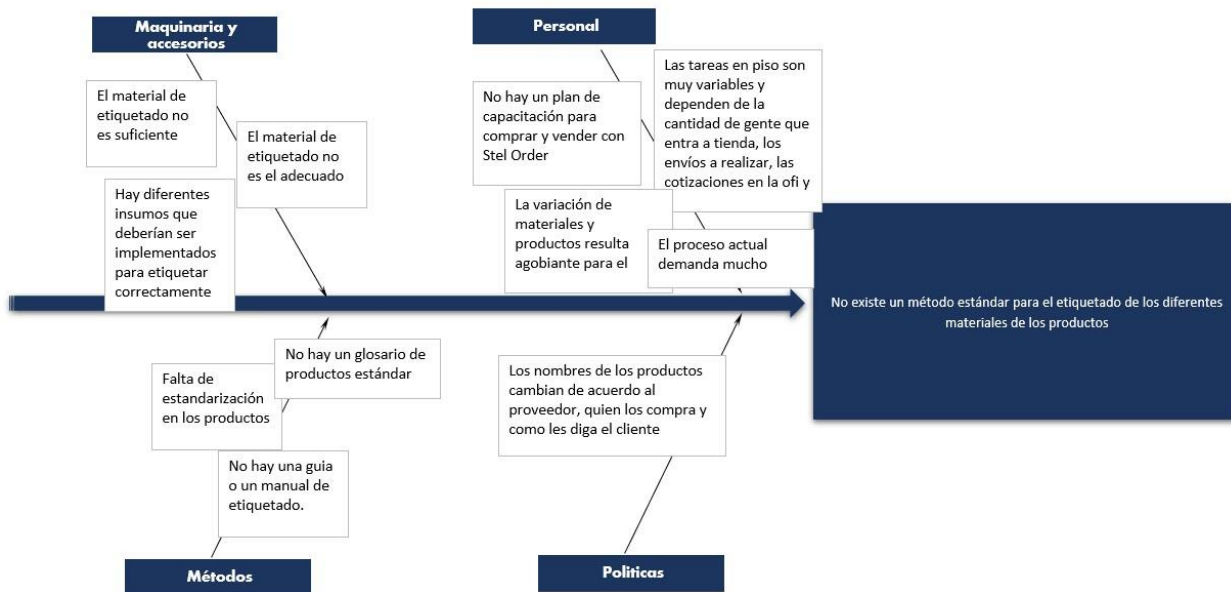 Maquinaria y
accesorios
El material de
etiquetado no
es suficiente
El material de
etiquetado no
es el adecuado
Hay diferentes
insumos que
deberían ser
implementados
para etiquetar
correctamente
Personal
No hay un plan de
capacitación para
comprar y vender con
Stel Order
Las tareas en piso son
muy variables y
dependen de la
cantidad de gente que
entra a tienda, los
envíos a realizar, las
cotizaciones en la ofi y
La variación de
materiales y
productos resulta
agobiante para el
El proceso actual
demanda mucho
No existe un método estándar para el etiquetado de los diferentes
materiales de los productos
No hay un glosario de
productos estándar
Falta de
estandarización
en los productos
No hay una guia
o un manual de
etiquetado.
Métodos
Los nombres de los productos
cambian de acuerdo al
proveedor, quien los compra y
como les diga el cliente
Politicas